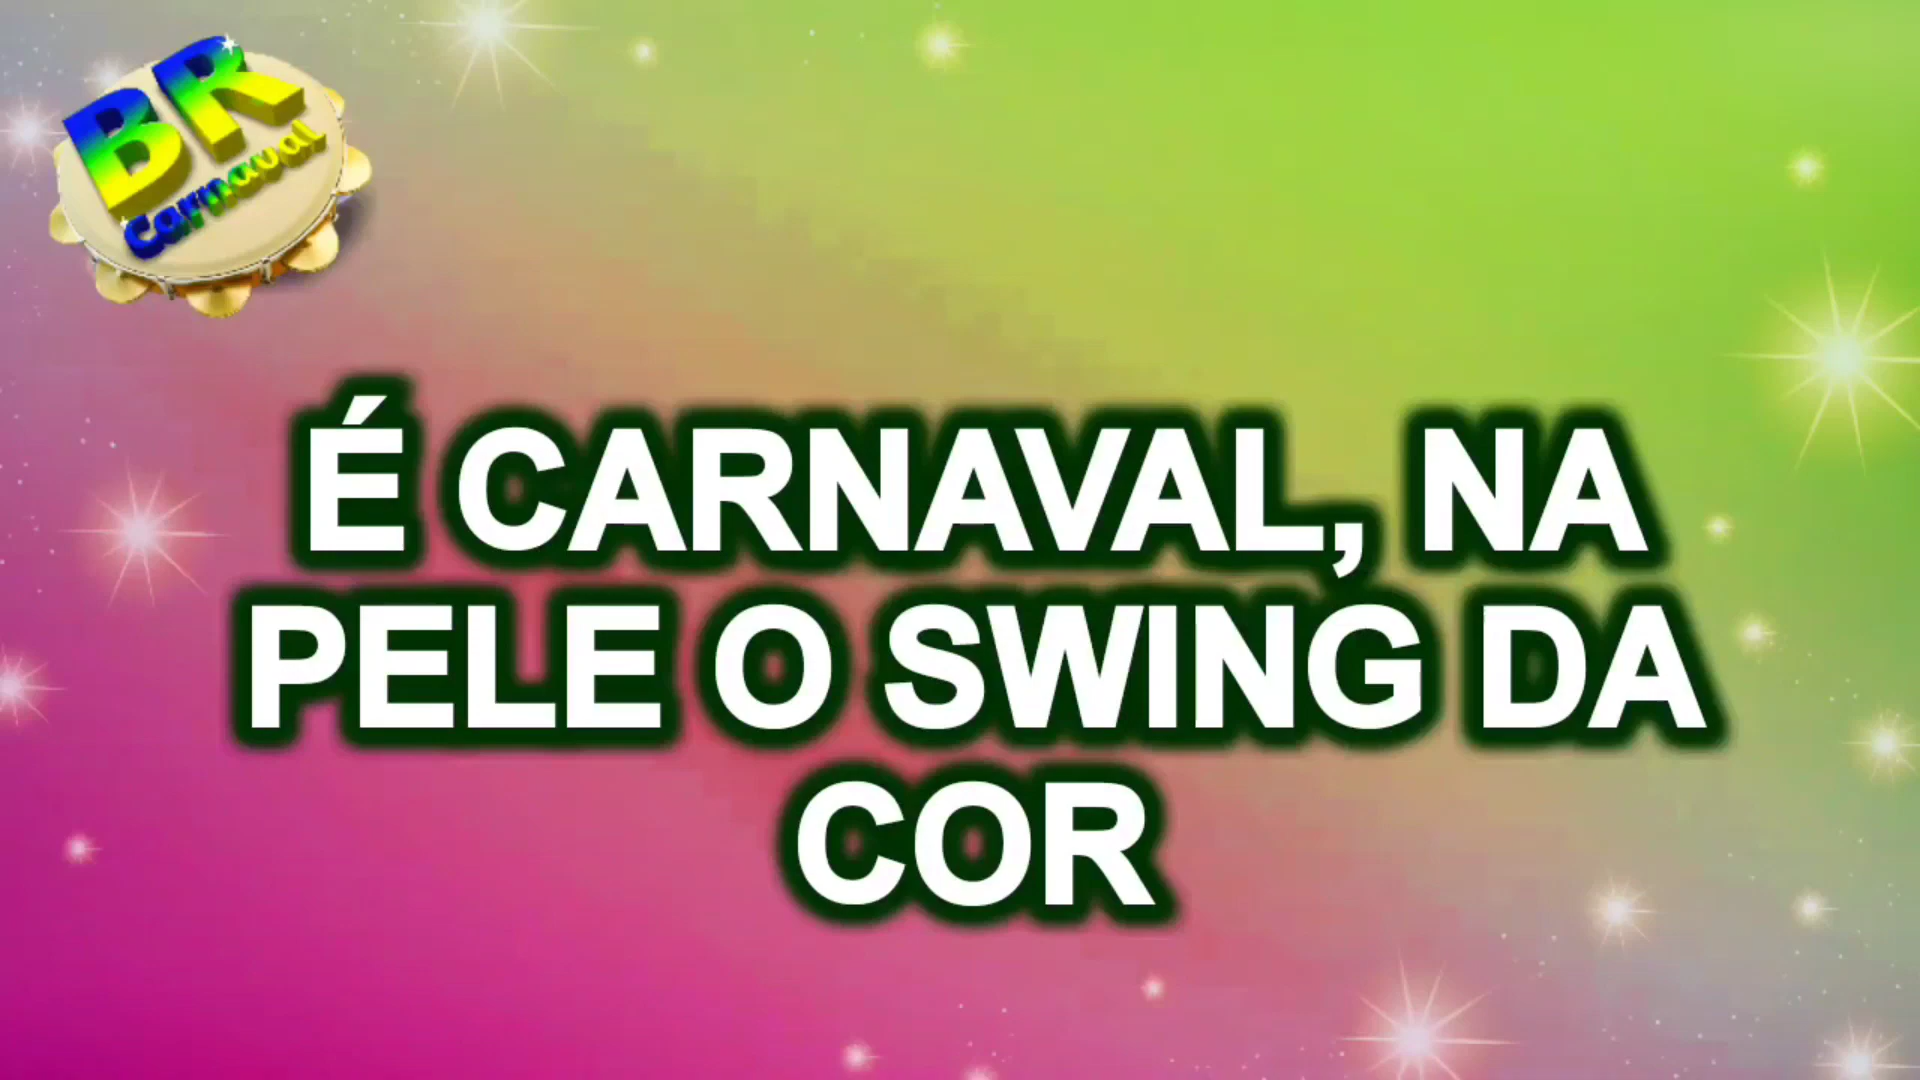 BR
Carnaval
É CARNAVAL, NA
PELE O SWING DA
COR